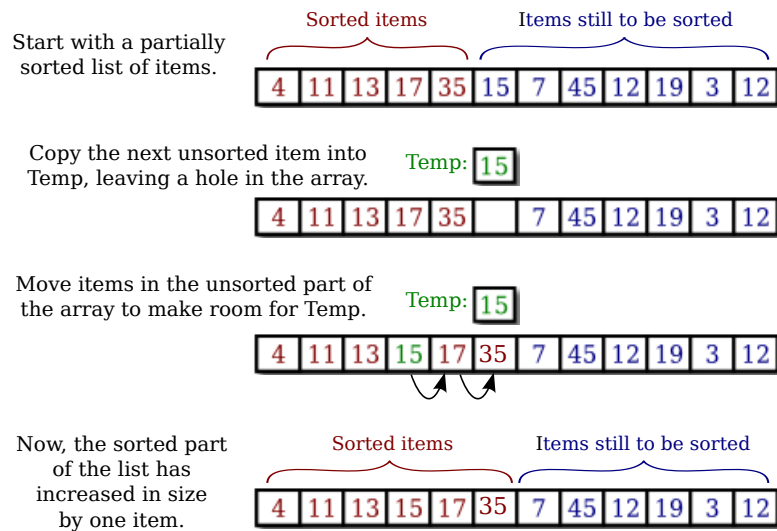 Sorted items Items still to be sorted
Start with a partially
sorted list of items.
4 11 13 17 35 15 7 45 12 19 3 12
Copy the next unsorted item into
Temp, leaving a hole in the array.
Temp: 15
4 11 13 17 35 7 45 12 19 3 12
Move items in the unsorted part of
the array to make room for Temp.
Temp: 15
4 11 13 15 17 35 7 45 12 19 3 12
Now, the sorted part
of the list has
increased in size
by one item.
Sorted items Items still to be sorted
4 11 13 15 17 35 7 45 12 19 3 12